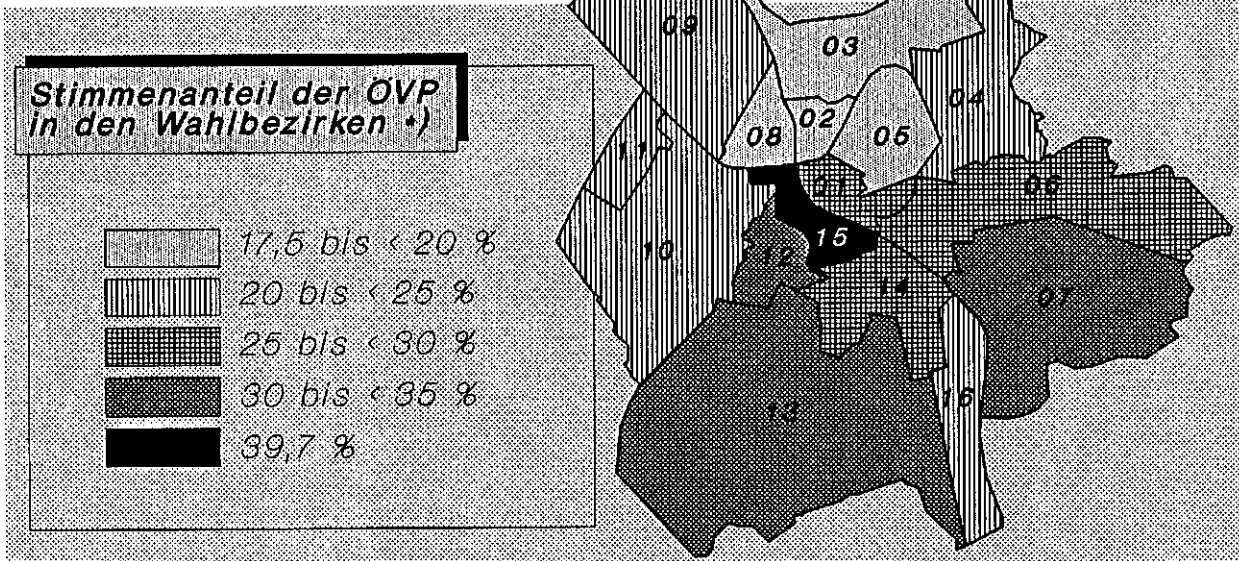 Stimmenanteil der ÖVP
in den Wahlbezirken *)
17,5 bis < 20 %
20 bis < 25 %
25 bis < 30 %
30 bis < 35 %
39,7 %
09
03
04
02
08
05
11
01
06
15
10
12
14
07
13
16